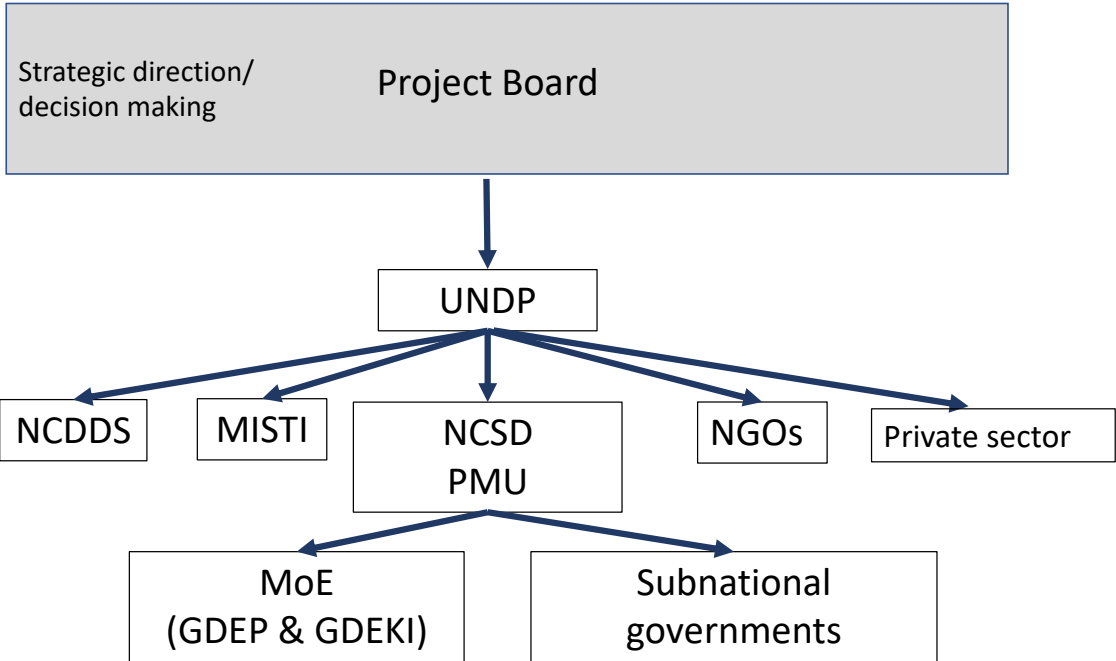 Strategic direction/
decision making
Project Board
UNDP
NCDDS
MISTI
NCSD
PMU
NGOs
Private sector
MoE
(GDEP & GDEKI)
Subnational
governments